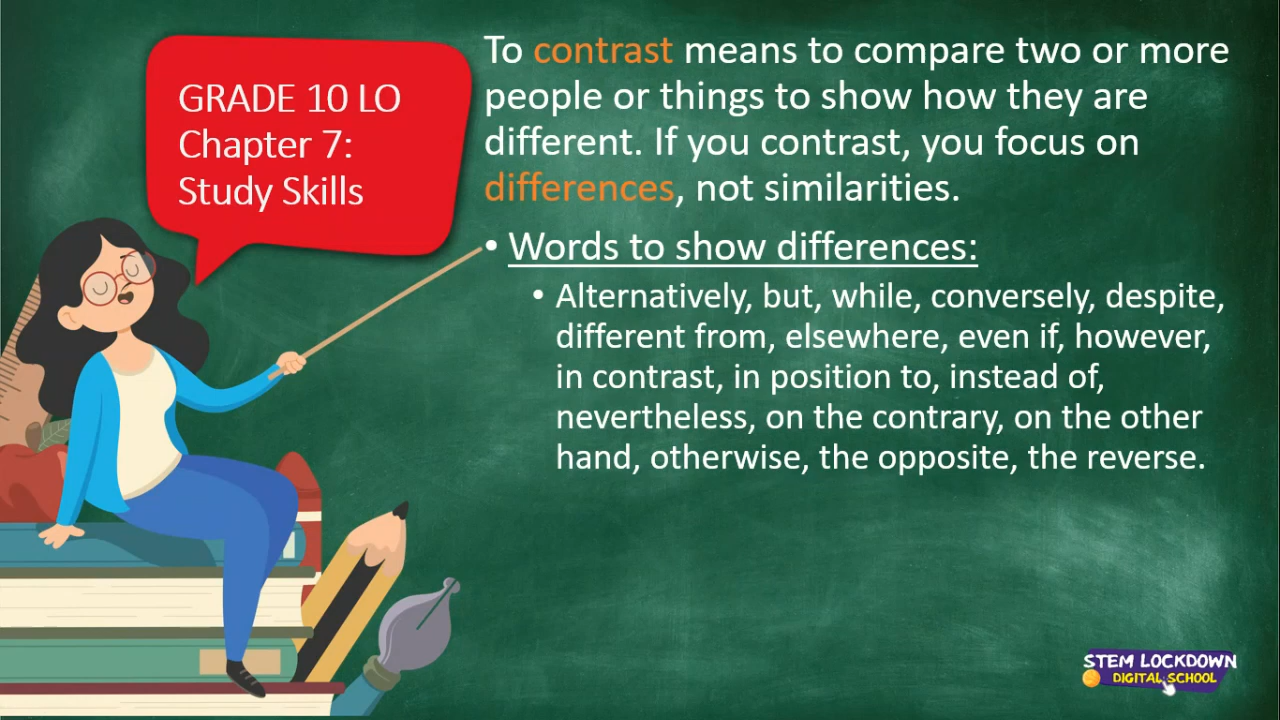 GRADE 10 LO
Chapter 7:
Study Skills
To contrast means to compare two or more
people or things to show how they are
different. If you contrast, you focus on
differences, not similarities.
• Words to show differences:
• Alternatively, but, while, conversely, despite,
different from, elsewhere, even if, however,
in contrast, in position to, instead of,
nevertheless, on the contrary, on the other
hand, otherwise, the opposite, the reverse.
STEM LOCKDOWN
DIGITAL SCHOOL